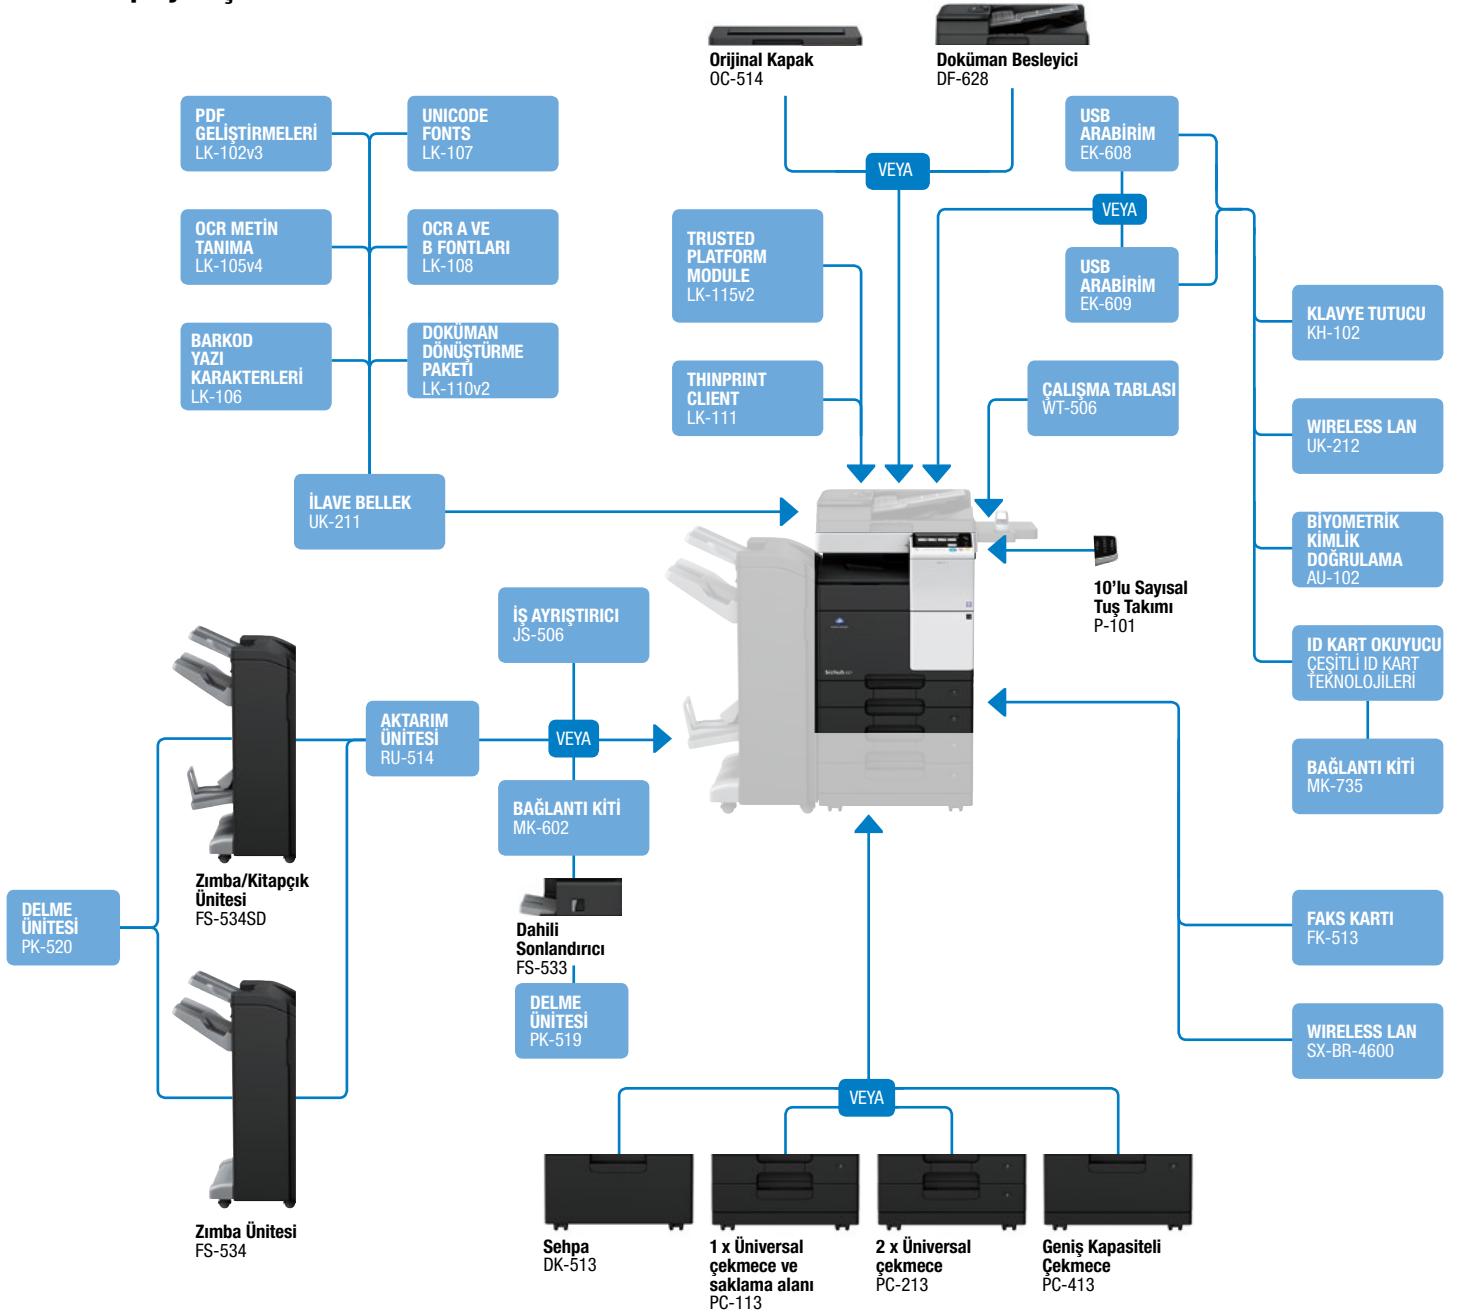 Orijinal Kapak
OC-514
Doküman Besleyici
DF-628
PDF
GELİŞTİRMELERİ
LK-102v3
UNICODE
FONTS
LK-107
USB
ARABİRİM
EK-608
VEYA
VEYA
OCR METİN
TANIMA
LK-105v4
OCR A VE
B FONTLARI
LK-108
TRUSTED
PLATFORM
MODULE
LK-115v2
USB
ARABİRİM
EK-609
KLAVYE TUTUCU
KH-102
BARKOD
YAZI
KARAKTERLERİ
LK-106
DOKÜMAN
DÖNÜŞTÜRME
PAKETİ
LK-110v2
THINPRINT
CLIENT
LK-111
ÇALIŞMA TABLASI
WT-506
WIRELESS LAN
UK-212
İLAVE BELLEK
UK-211
BİYOMETRİK
KİMLİK
DOĞRULAMA
AU-102
10’lu Sayısal
Tuş Takımı
P-101
İŞ AYRIŞTIRICI
JS-506
ID KART OKUYUCU
ÇEŞİTLİ ID KART
TEKNOLOJİLERİ
bizhub
AKTARIM
ÜNİTESİ
RU-514
VEYA
BAĞLANTI KİTİ
MK-735
BAĞLANTI KİTİ
MK-602
Zımba/Kitapçık
Ünitesi
FS-534SD
DELME
ÜNİTESİ
PK-520
Dahili
Sonlandırıcı
FS-533
FAKS KARTI
FK-513
DELME
ÜNİTESİ
PK-519
WIRELESS LAN
SX-BR-4600
VEYA
Zımba Ünitesi
FS-534
Sehpa
DK-513
1 x Üniversal
çekmece ve
saklama alanı
PC-113
2 x Üniversal
çekmece
PC-213
Geniş Kapasiteli
Çekmece
PC-413